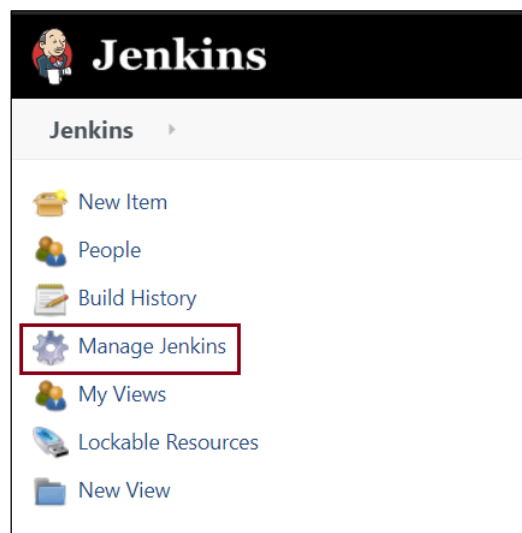 Jenkins
Jenkins
New Item
People
Build History
Manage Jenkins
My Views
Lockable Resources
New View